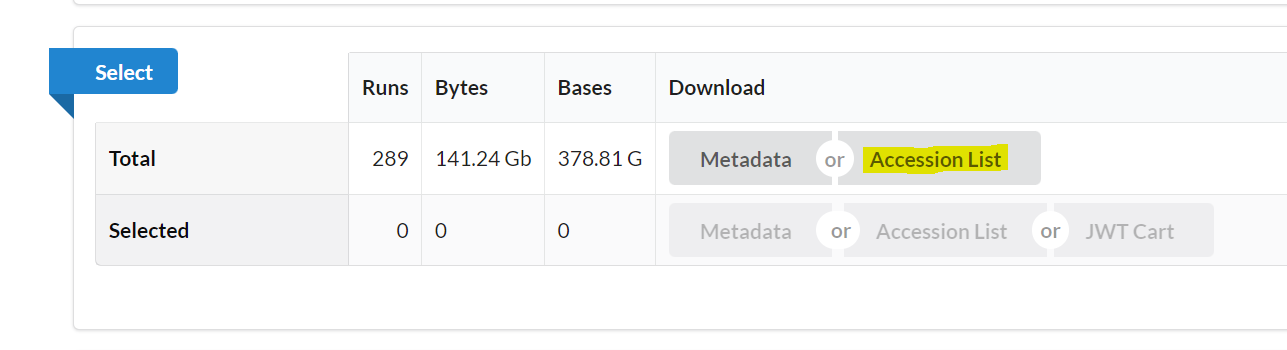 Select
Runs Bytes Bases Download
Total 289 141.24 Gb 378.81 G Metadata or Accession List
Selected 0 0 0 Metadata or Accession List or JWT Cart